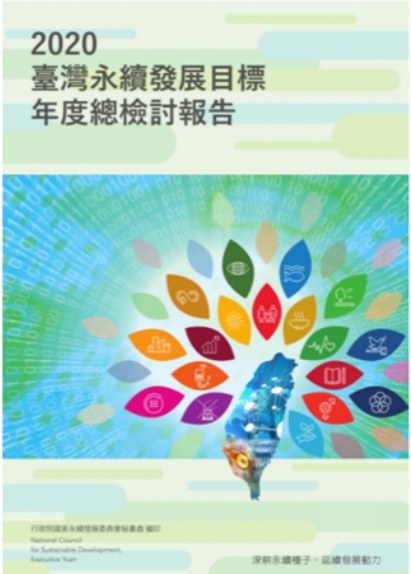 2020
臺灣永續發展目標
年度總檢討報告
行政院國家永續發展委員會秘書處 編印
National Council
for Sustainable Development,
Executive Yuan
深耕永續種子，延續發展動力